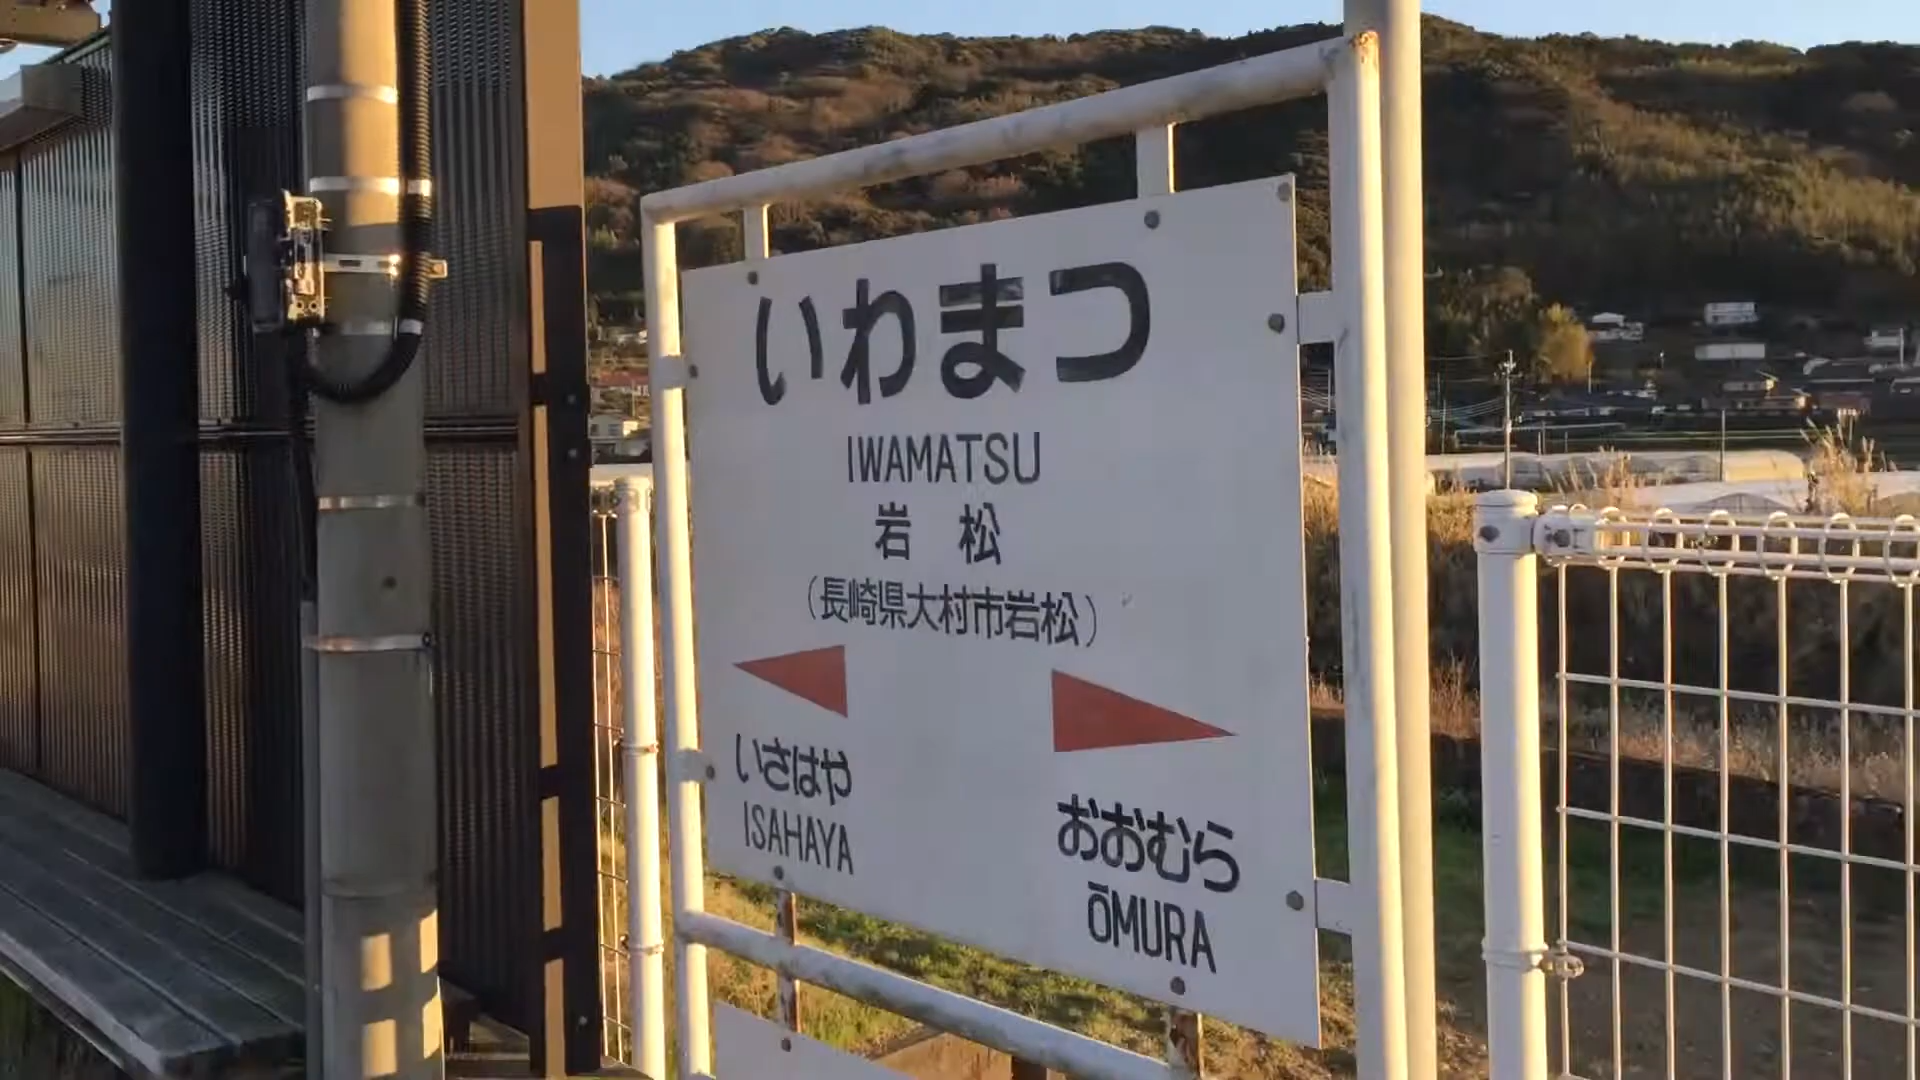 いわまつ
IWAMATSU
岩 松
（長崎県大村市岩松）
いさはや
ISAHAYA
おおむら
ŌMURA